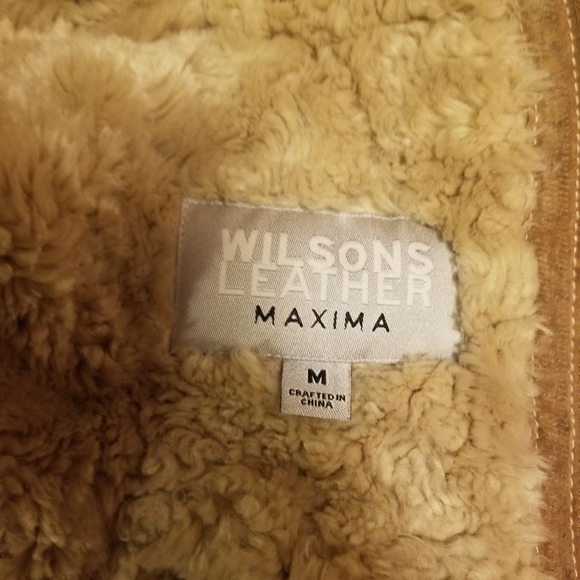 WILSONS
LEATHER
MAXIMA
M
CRAFTED IN
CHINA